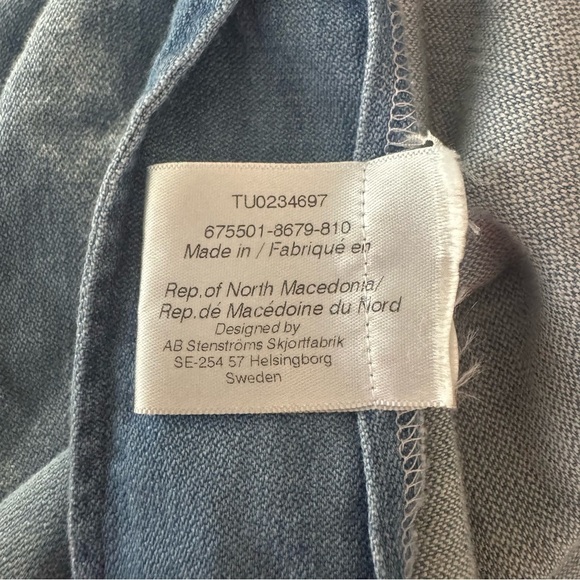 TU0234697
675501-8679-810
Made in / Fabriqué en
Rep.of North Macedonia/
Rep.dé Macédoine du Nord
Designed by
AB Stenströms Skjortfabrik
SE-254 57 Helsingborg
Sweden